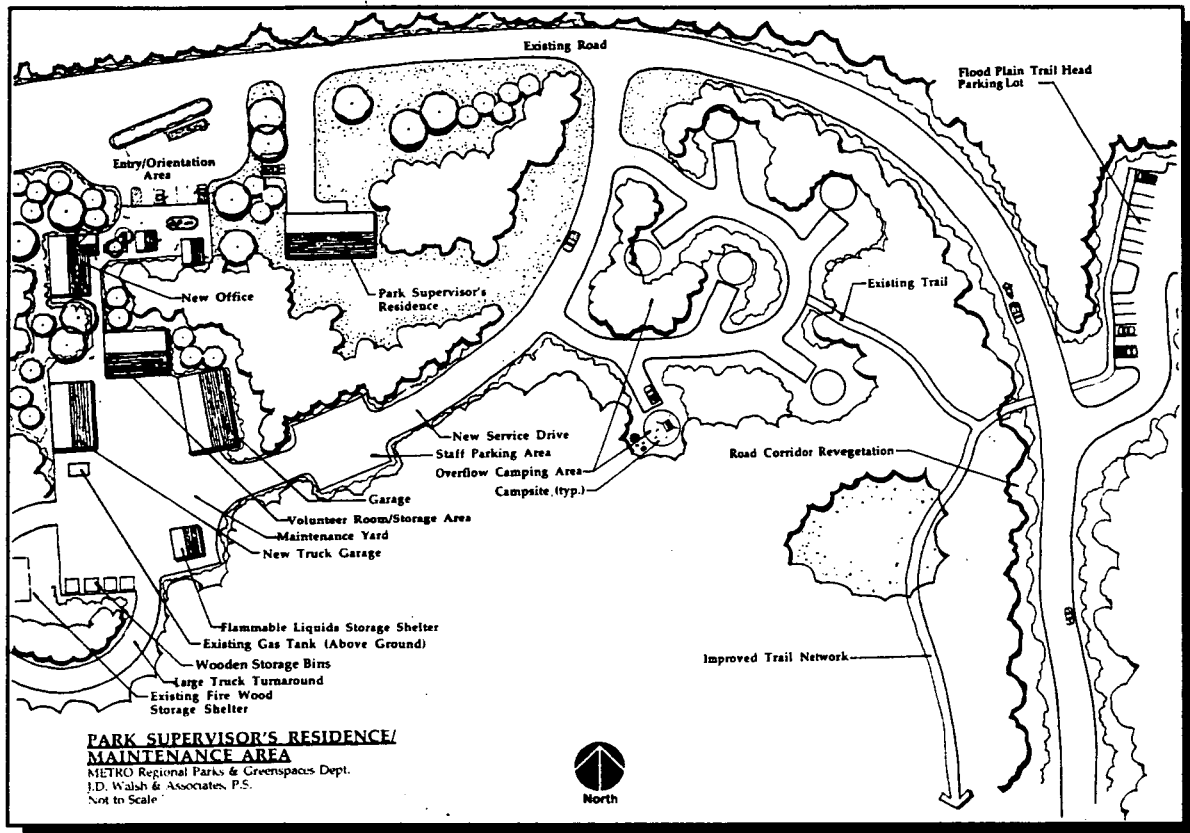 Existing Road
Flood Plain Trail Head
Parking Lot
Entry/Orientation
Area
New Office
Park Supervisor's
Residence
Existing Trail
New Service Drive
Staff Parking Area
Overflow Camping Area
Campsite (typ.)
Road Corridor Revegetation
Garage
Volunteer Room/Storage Area
Maintenance Yard
New Truck Garage
Flammable Liquids Storage Shelter
Existing Gas Tank (Above Ground)
Wooden Storage Bins
Large Truck Turnaround
Existing Fire Wood
Storage Shelter
Improved Trail Network
PARK SUPERVISOR'S RESIDENCE/
MAINTENANCE AREA
METRO Regional Parks & Greenspaces Dept.
J.D. Walsh & Associates, P.S.
Not to Scale
North